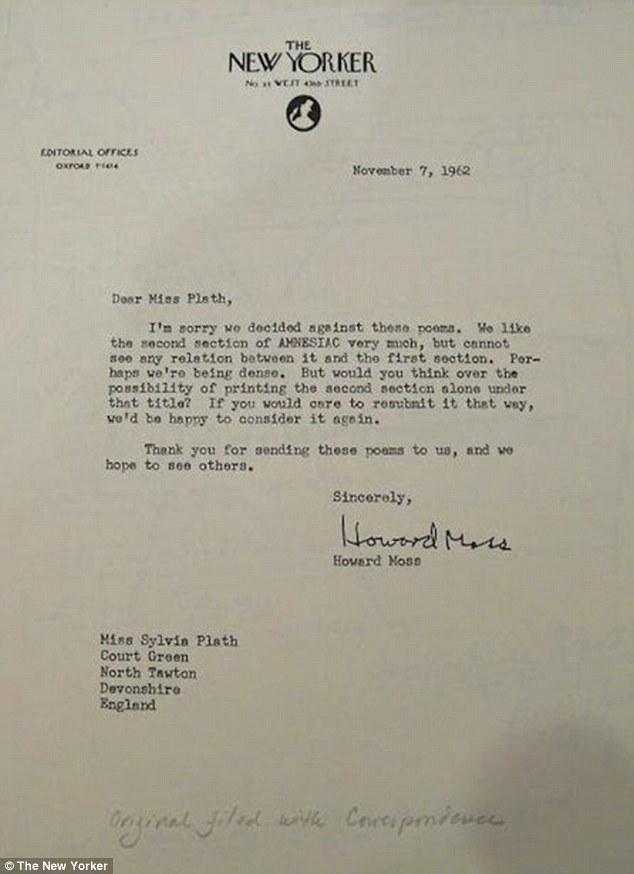 THE
NEW YORKER
No. 25 WEST 43rd STREET
EDITORIAL OFFICES
OXFORD
November 7, 1962
Dear Miss Plath,
I'm sorry we decided against these poems. We like
the second section of AMNESIAC very much, but cannot
see any relation between it and the first section. Per-
haps we're being dense. But would you think over the
possibility of printing the second section alone under
that title? If you would care to resubmit it that way,
we'd be happy to consider it again.
Thank you for sending these poems to us, and we
hope to see others.
Sincerely,
Howard Moss
Howard Moss
Miss Sylvia Plath
Court Green
North Tawton
Devonshire
England
Original filed with Correspondence
© The New Yorker